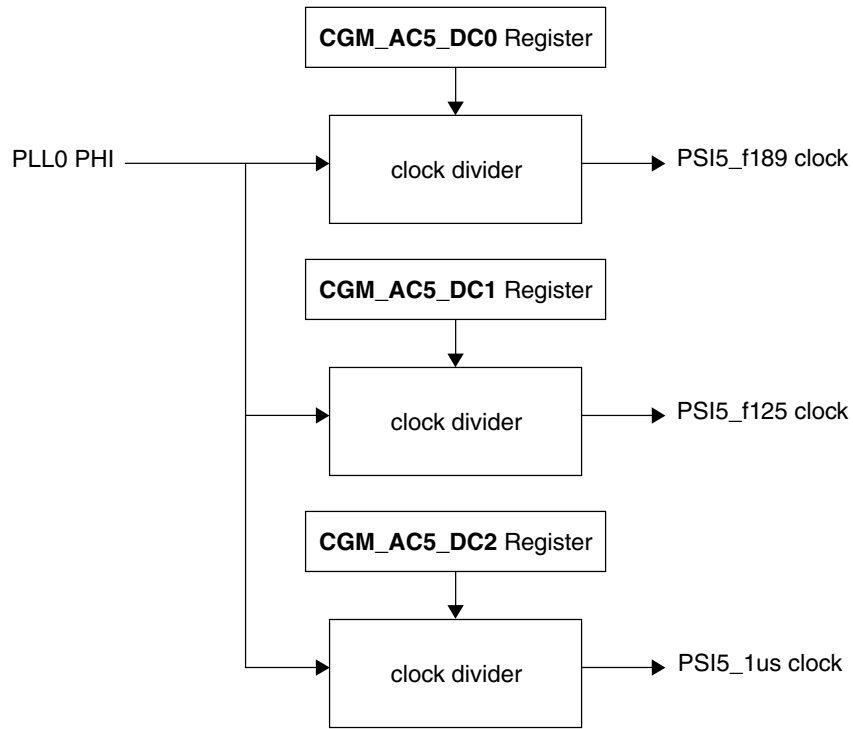 CGM_AC5_DC0 Register
PLL0 PHI
clock divider
PSI5_f189 clock
CGM_AC5_DC1 Register
clock divider
PSI5_f125 clock
CGM_AC5_DC2 Register
clock divider
PSI5_1us clock